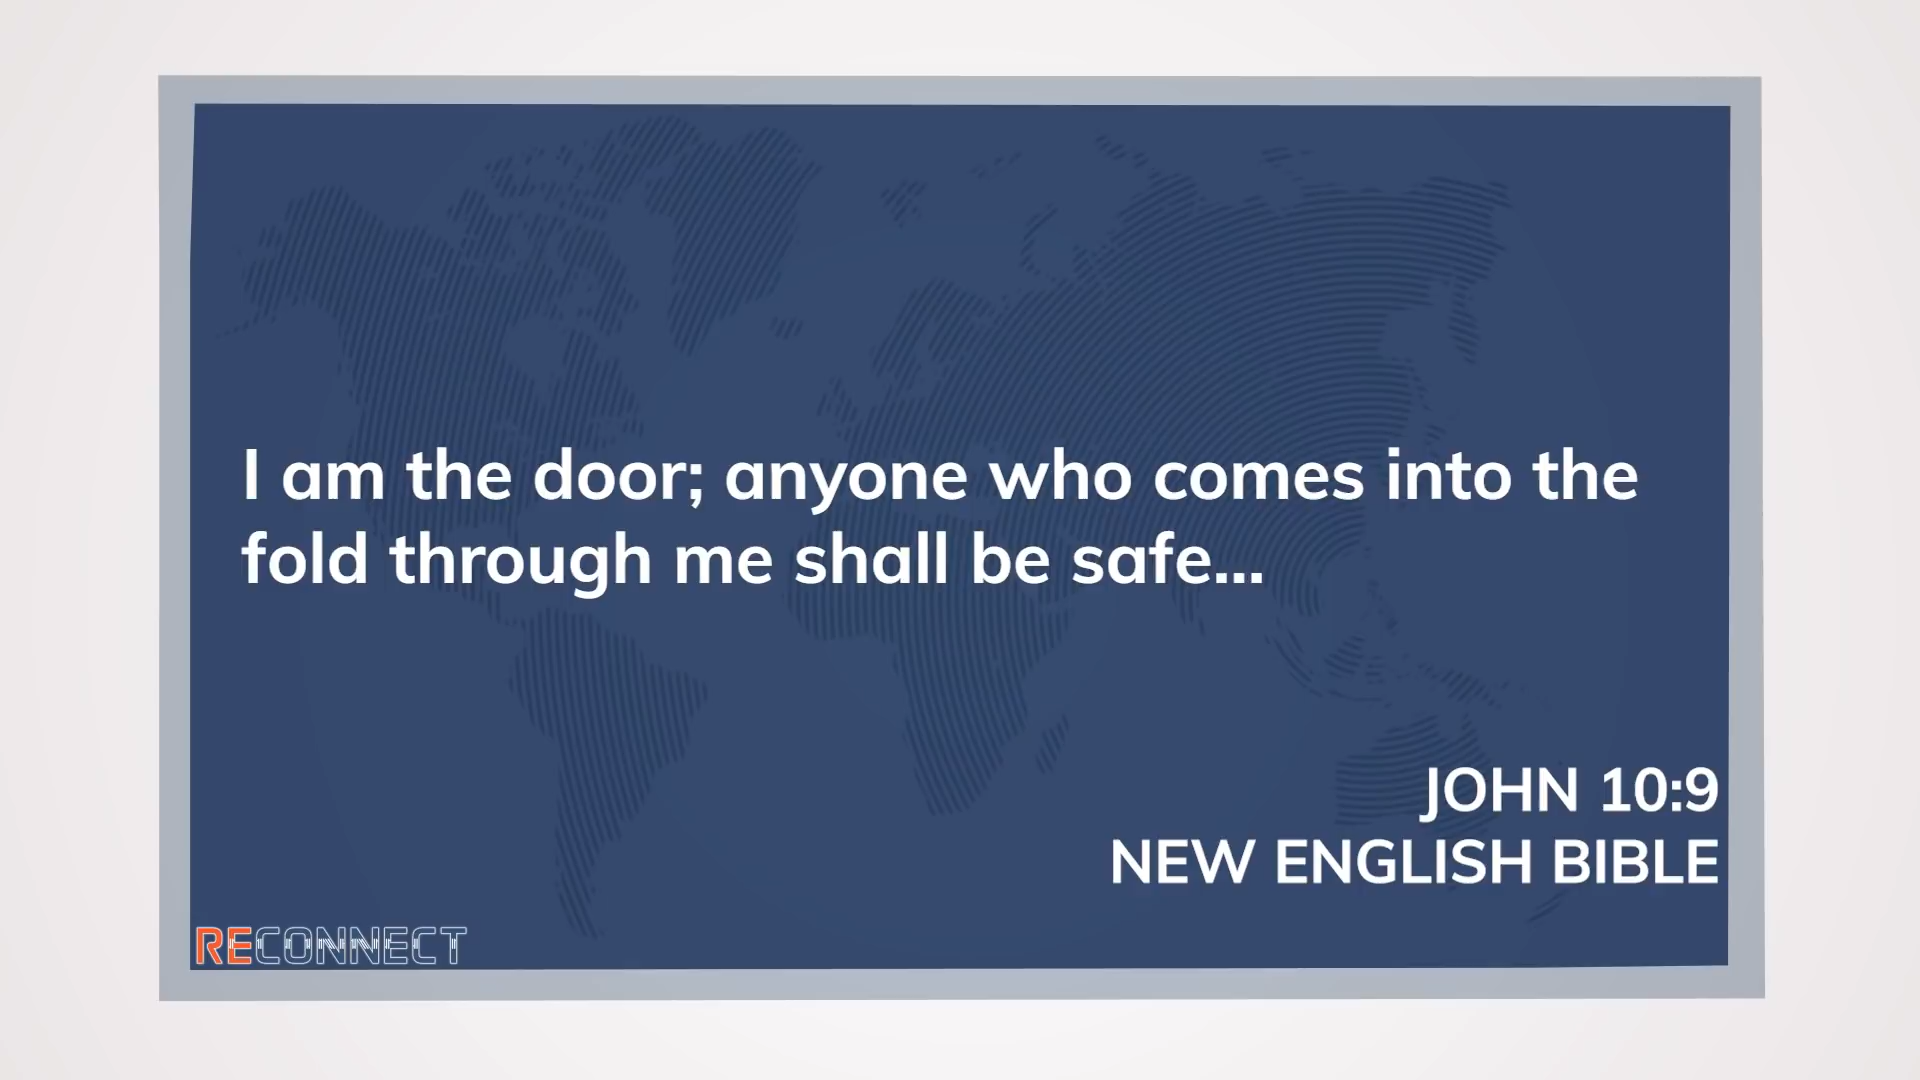 I am the door; anyone who comes into the
fold through me shall be safe...
JOHN 10:9
NEW ENGLISH BIBLE
RECONNECT